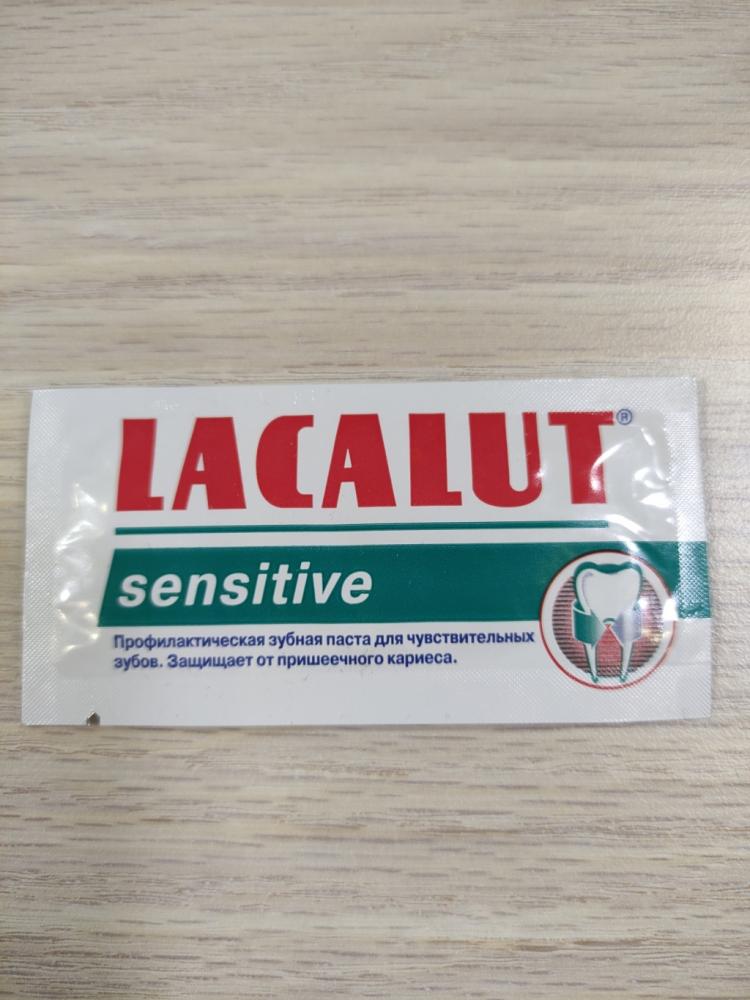 LACALUT®
sensitive
Профилактическая зубная паста для чувствительных
зубов. Защищает от пришеечного кариеса.